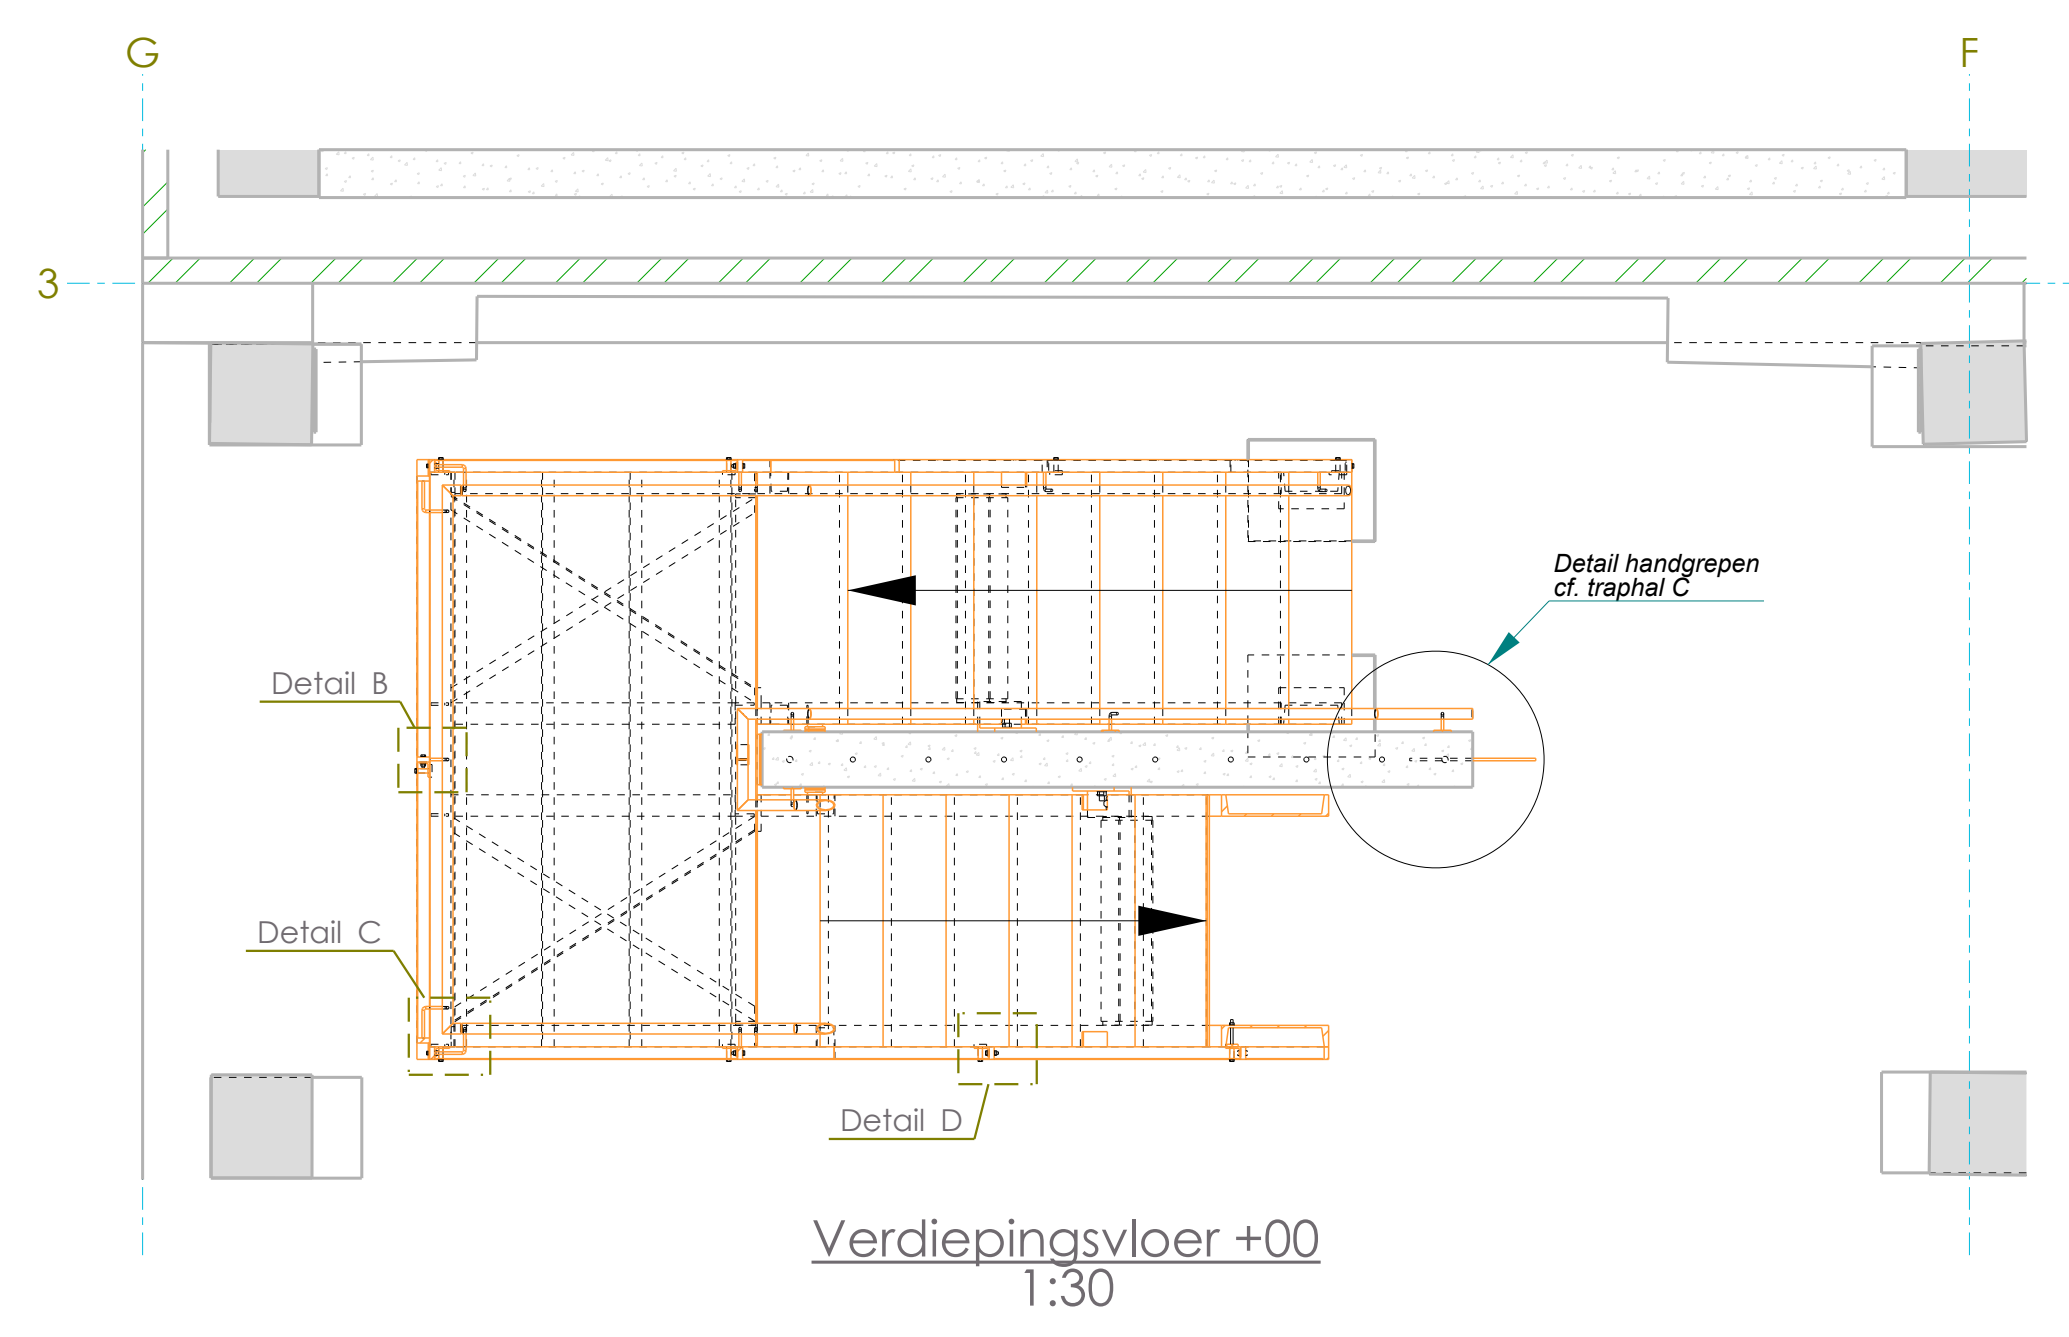 G
F
3
Detail handgrepen
cf. traphal C
Detail B
Detail C
Detail D
Verdiepingsvloer +00
1:30